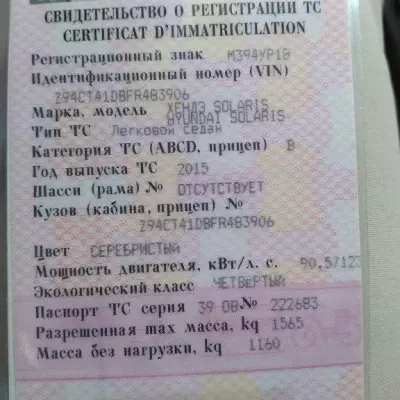 СВИДЕТЕЛЬСТВО О РЕГИСТРАЦИИ ТС
CERTIFICAT D'IMMATRICULATION
Регистрационный знак М394УР18
Идентификационный номер (VIN)
Z94CT41DBFR483906
Марка, модель ХЕНДЭ SOLARIS
HYUNDAI SOLARIS
Тип ТС Легковой седан
Категория ТС (ABCD, прицеп) B
Год выпуска ТС 2015
Шасси (рама) № ОТСУТСТВУЕТ
Кузов (кабина, прицеп) №
Z94CT41DBFR483906
Цвет СЕРЕБРИСТЫЙ
Мощность двигателя, кВт/л. с. 90.5/123
Экологический класс ЧЕТВЕРТЫЙ
Паспорт ТС серия 39 ОВ № 222683
Разрешенная max масса, kg 1565
Масса без нагрузки, kg 1160